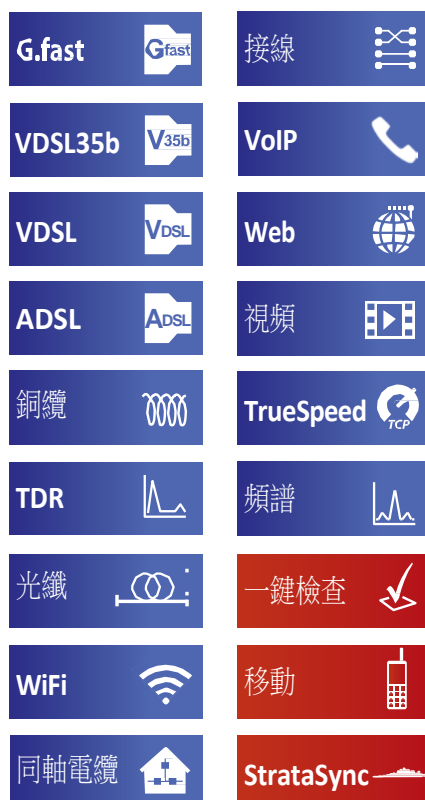 G.fast
Gfast
接線
VDSL35b
V35b
VoIP
VDSL
VDSL
Web
ADSL
ADSL
視頻
銅纜
TrueSpeed
TCP
TDR
頻譜
光纖
一鍵檢查
WiFi
移動
同軸電纜
StrataSync